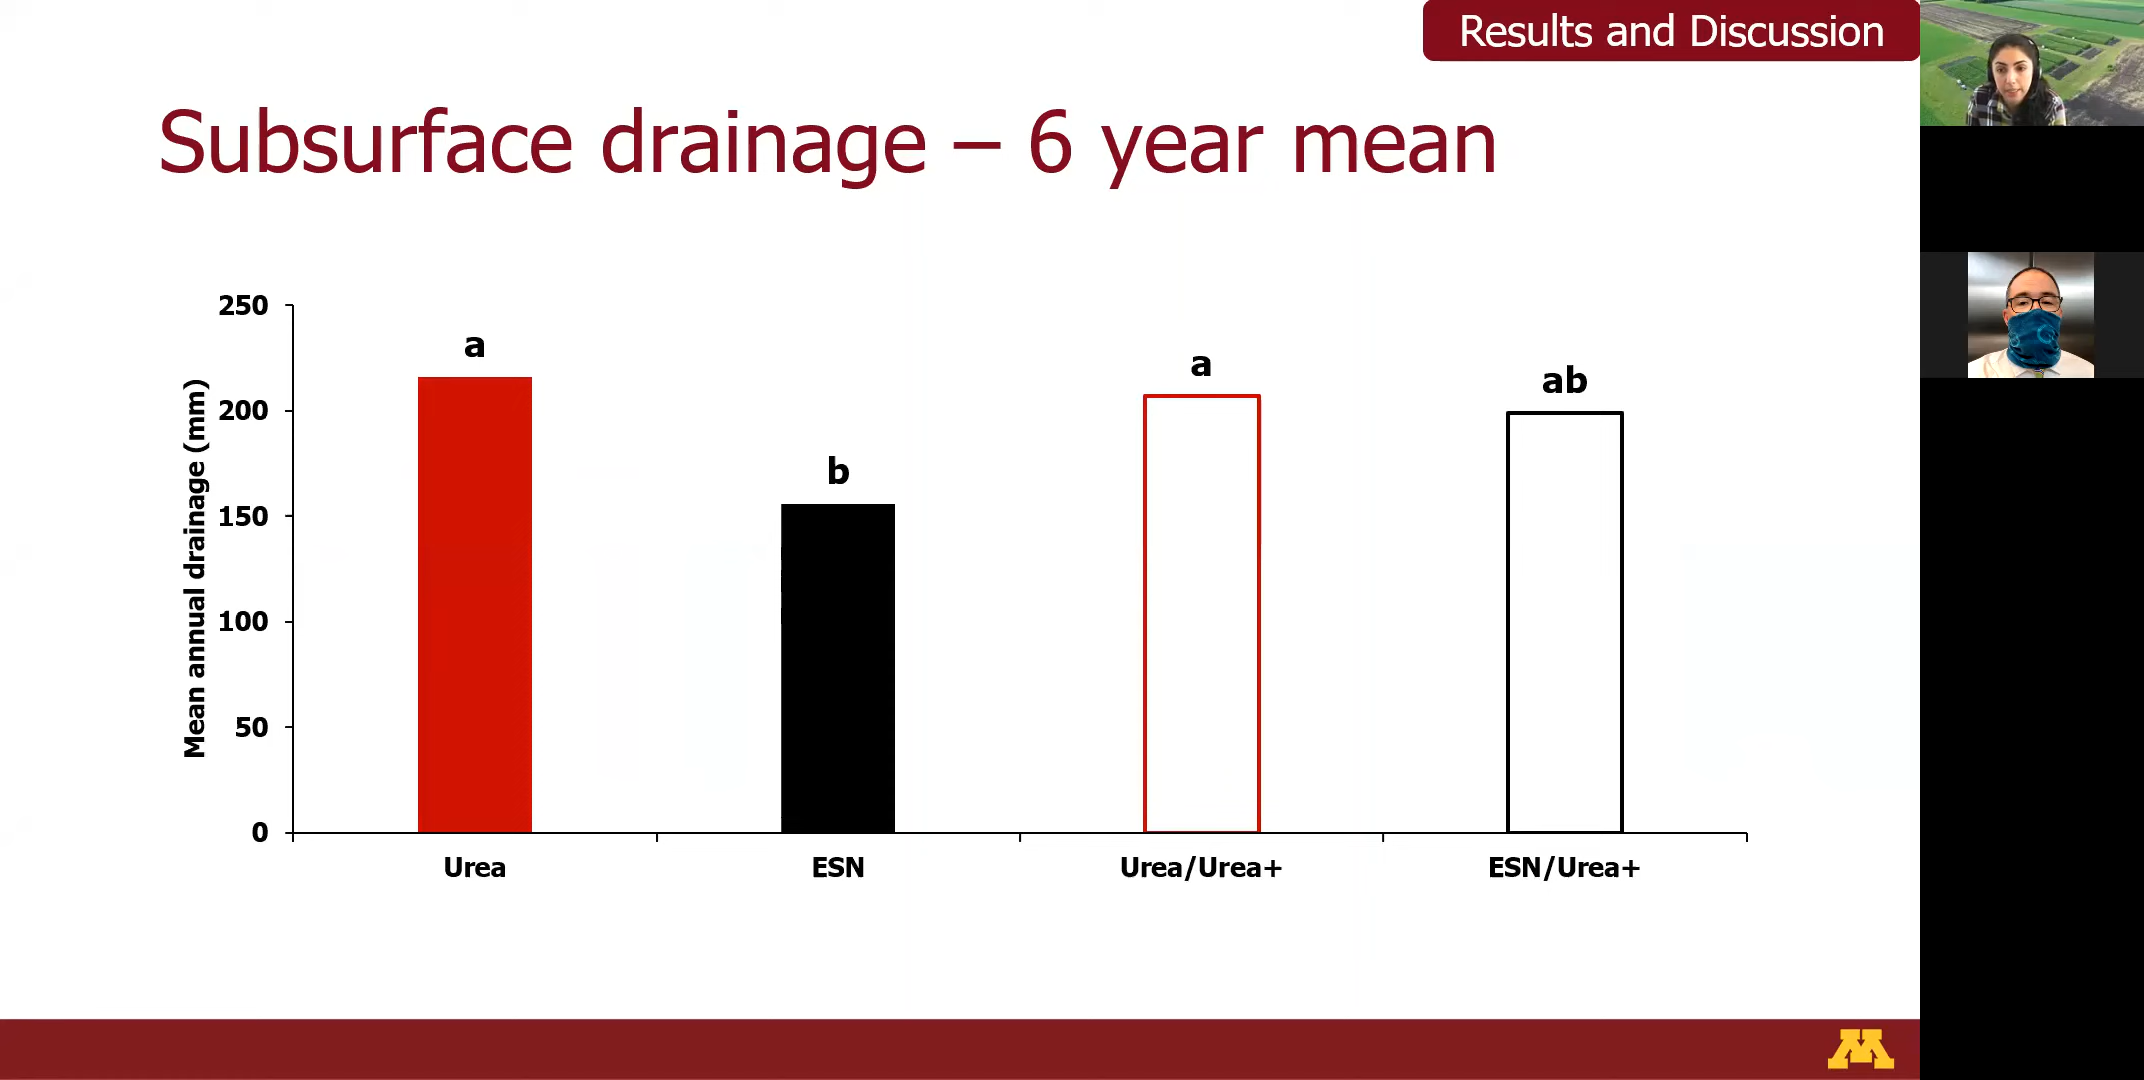 Results and Discussion
Subsurface drainage – 6 year mean
Mean annual drainage (mm)
250
200
150
100
50
0
a
b
a
ab
Urea
ESN
Urea/Urea+
ESN/Urea+
M